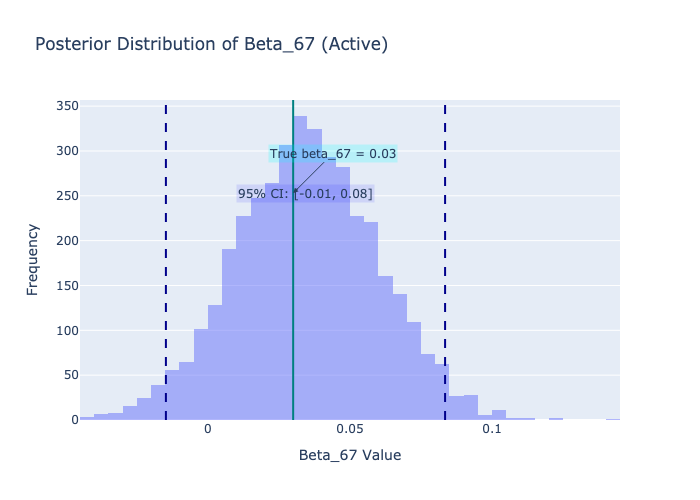 Posterior Distribution of Beta_67 (Active)
350
300
250
200
150
100
50
0
Frequency
True beta_67 = 0.03
95% CI: [-0.01, 0.08]
0
0.05
0.1
Beta_67 Value